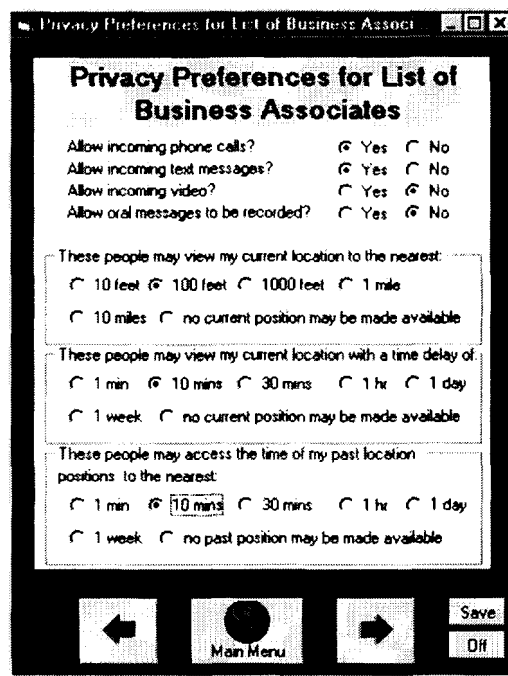 Privacy Preferences for List of Business Associ...
Privacy Preferences for List of
Business Associates
Allow incoming phone calls? Yes No
Allow incoming text messages? Yes No
Allow incoming video? Yes No
Allow oral messages to be recorded? Yes No
These people may view my current location to the nearest:
10 feet 100 feet 1000 feet 1 mile
10 miles no current position may be made available
These people may view my current location with a time delay of:
1 min 10 mins 30 mins 1 hr 1 day
1 week no current position may be made available
These people may access the time of my past location
positions to the nearest:
1 min 10 mins 30 mins 1 hr 1 day
1 week no past position may be made available
Save
Main Menu Off